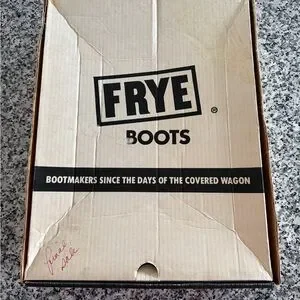 FRYE®
BOOTS
BOOTMAKERS SINCE THE DAYS OF THE COVERED WAGON